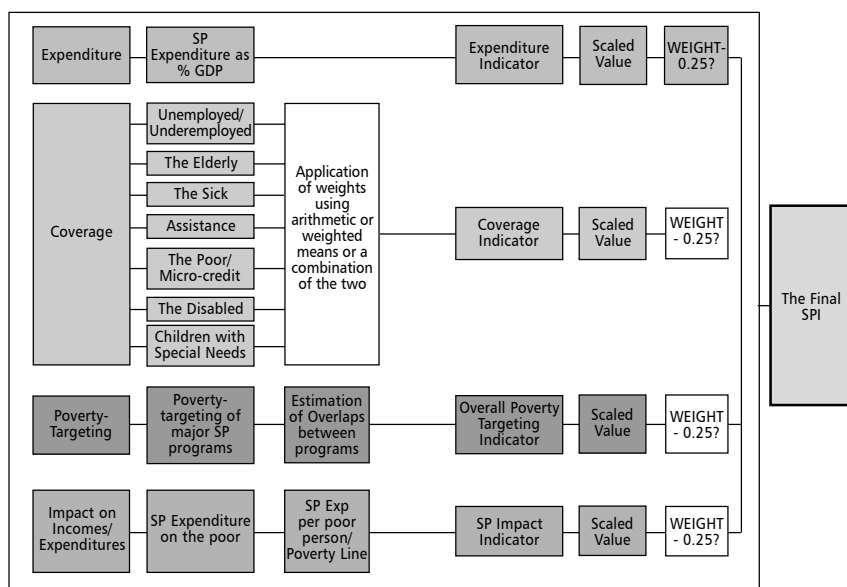 Expenditure
SP
Expenditure as
% GDP
Expenditure
Indicator
Scaled
Value
WEIGHT-
0.25?
Coverage
Unemployed/
Underemployed
The Elderly
The Sick
Assistance
The Poor/
Micro-credit
The Disabled
Children with
Special Needs
Application
of weights
using
arithmetic or
weighted
means or a
combination
of the two
Coverage
Indicator
Scaled
Value
WEIGHT
- 0.25?
Poverty-
Targeting
Poverty-
targeting of
major SP
programs
Estimation
of Overlaps
between
programs
Overall Poverty
Targeting
Indicator
Scaled
Value
WEIGHT
- 0.25?
Impact on
Incomes/
Expenditures
SP Expenditure
on the poor
SP Exp
per poor
person/
Poverty Line
SP Impact
Indicator
Scaled
Value
WEIGHT
- 0.25?
The Final
SPI